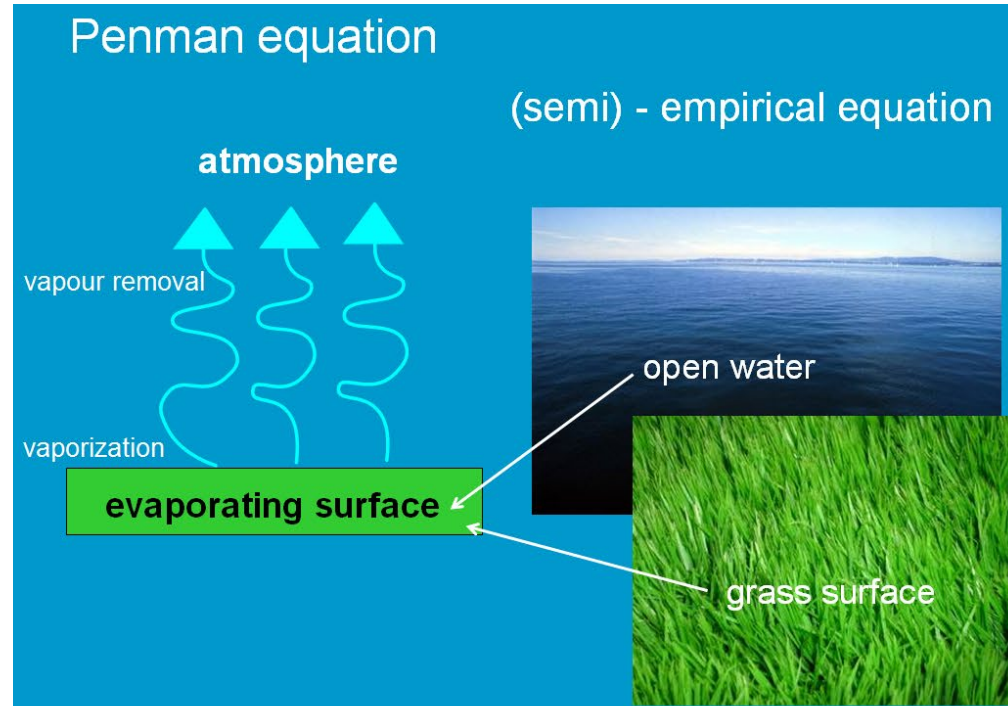 Penman equation
(semi) - empirical equation
atmosphere
vapour removal
open water
vaporization
evaporating surface
grass surface